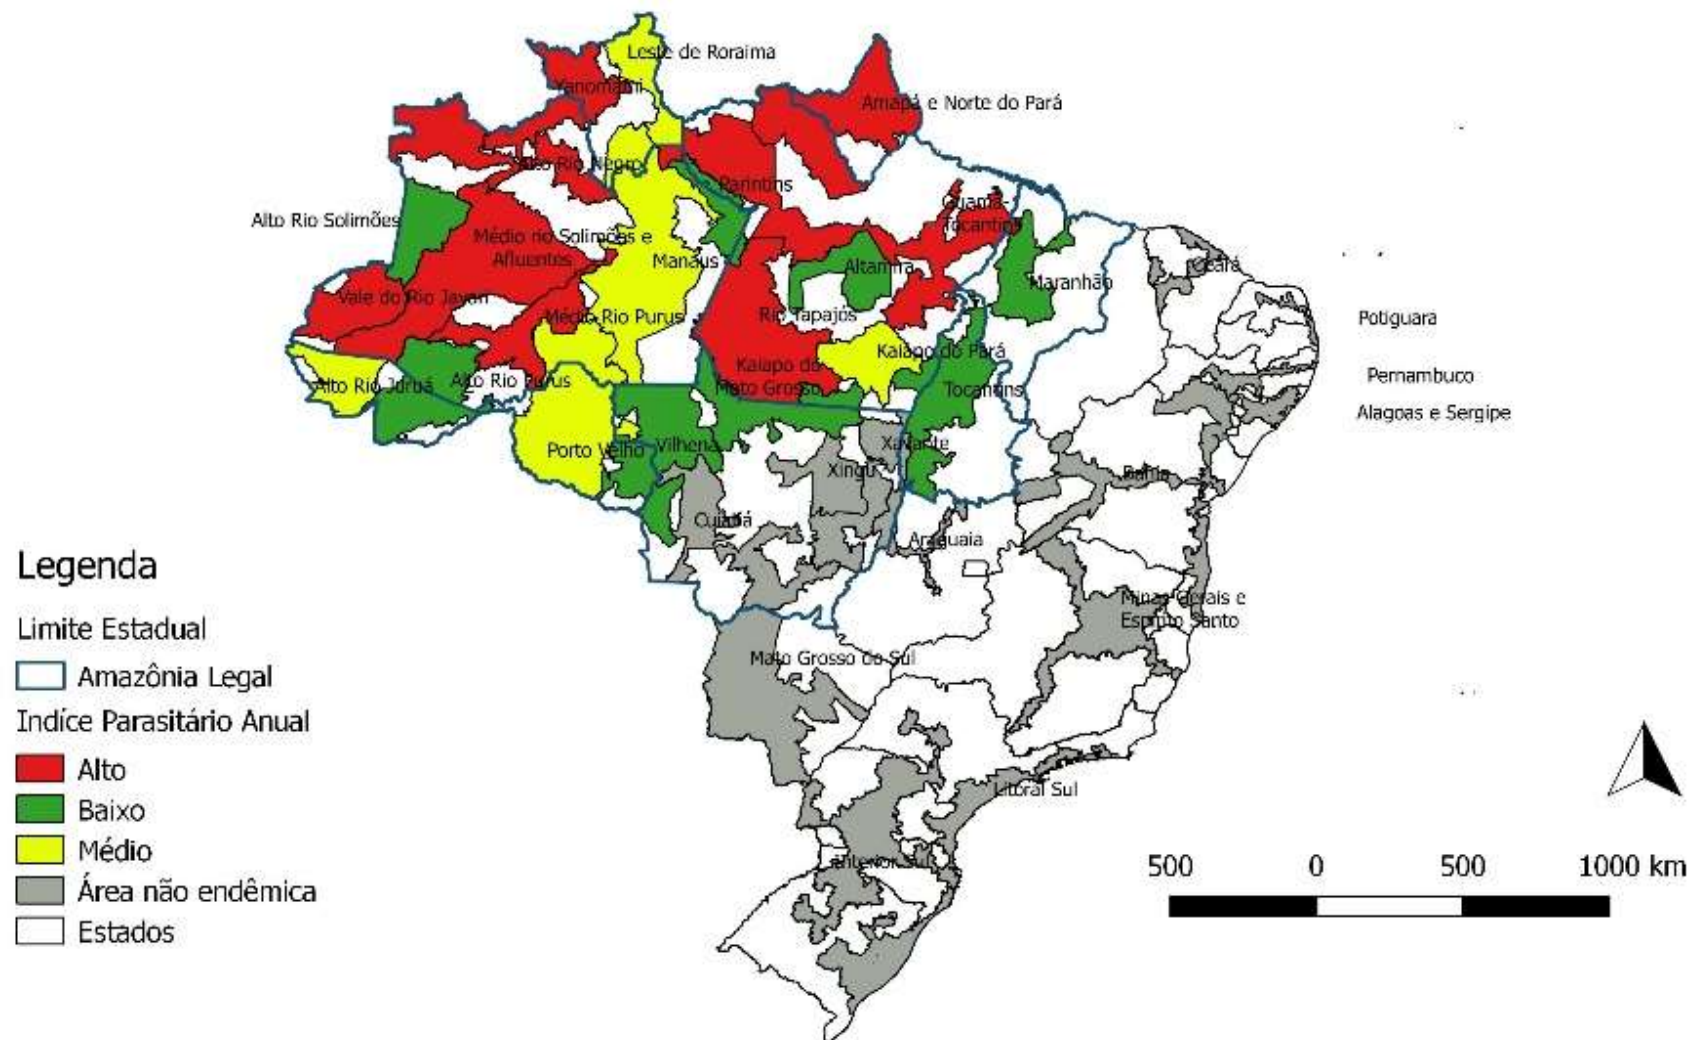 Leste de Roraima
Yanomami
Amapá e Norte do Pará
Alto Rio Negro
Parintins
Guamá-
Tocantins
Alto Rio Solimões
Médio rio Solimões e
Afluentes
Manaus
Altamira
Ceará
Maranhão
Vale do Rio Javari
Médio Rio Purus
Rio Tapajós
Potiguara
Kaiapo do Pará
Kaiapo do
Mato Grosso
Pernambuco
Alto Rio Juruá
Alto Rio Purus
Tocantins
Alagoas e Sergipe
Porto Velho
Vilhena
Xavante
Xingu
Bahia
Cuiabá
Araguaia
Minas Gerais e
Espírito Santo
Mato Grosso do Sul
Litoral Sul
Interior Sul
Legenda
Limite Estadual
Amazônia Legal
Indíce Parasitário Anual
Alto
Baixo
Médio
Área não endêmica
Estados
500 0 500 1000 km